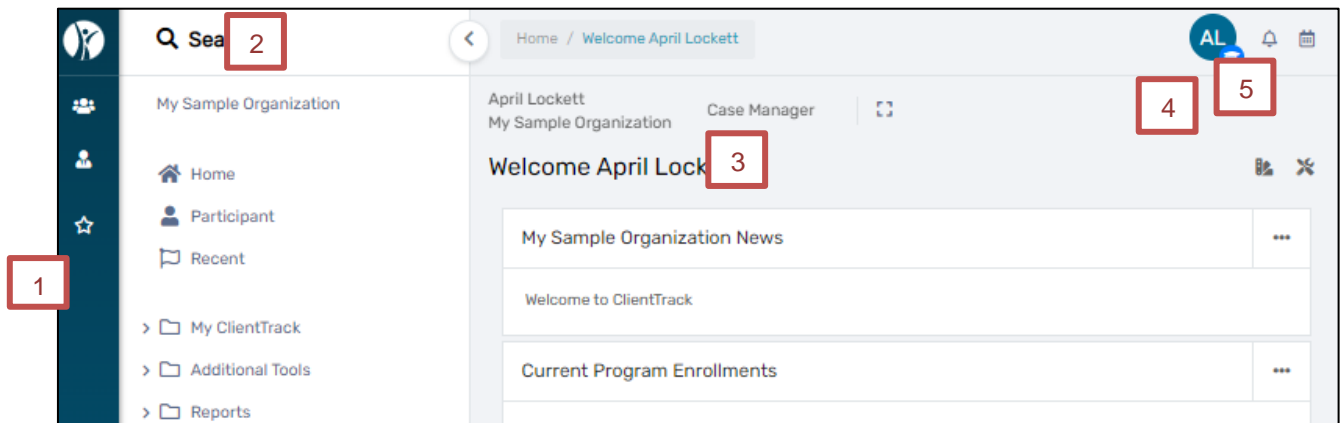 Sea
2
Home / Welcome April Lockett
AL
5
4
My Sample Organization
April Lockett
My Sample Organization
Case Manager
3
Welcome April Lock
Home
Participant
Recent
1
My Sample Organization News
Welcome to ClientTrack
My ClientTrack
Additional Tools
Current Program Enrollments
Reports